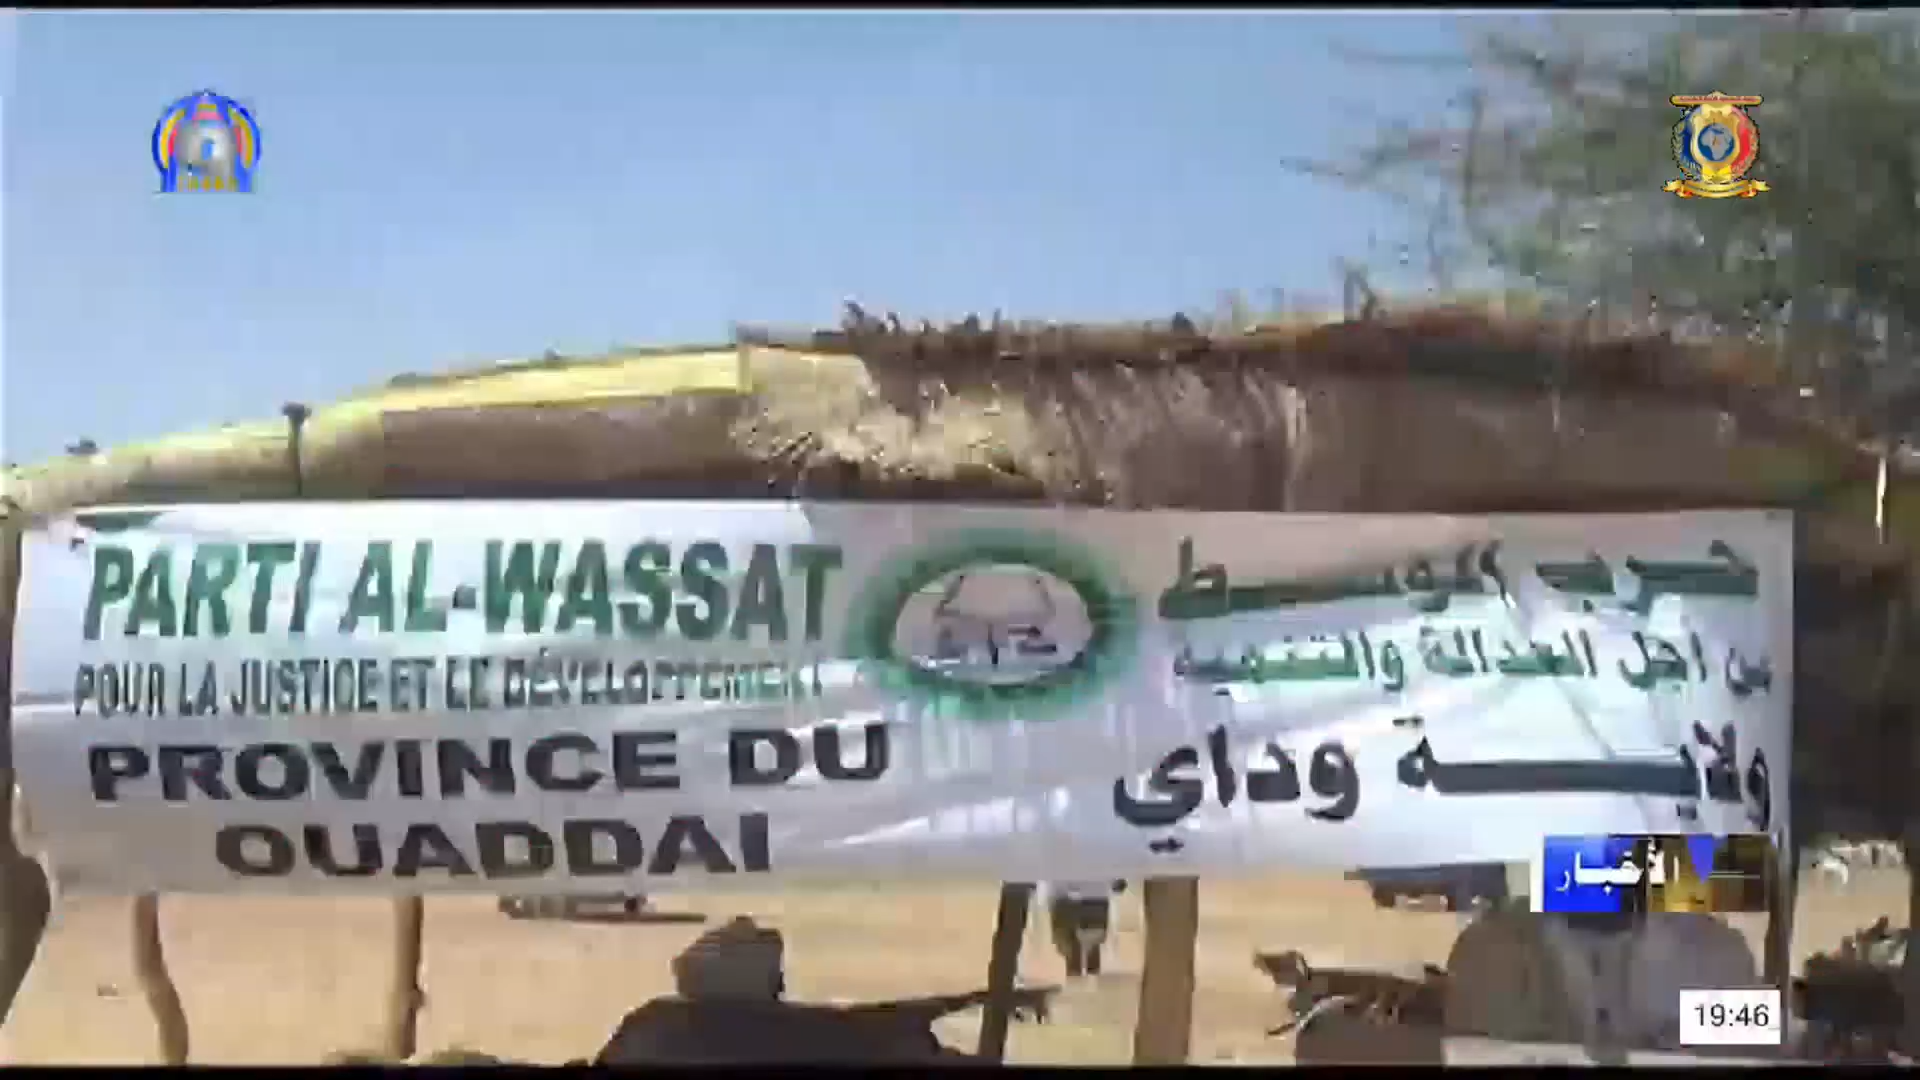 PARTI AL-WASSAT
POUR LA JUSTICE ET LE DÉVELOPPEMENT
PROVINCE DU
OUADDAI
حزب الوسط
من اجل العدالة والتنمية
ولايـــــة وداي
الأخبار
19:46